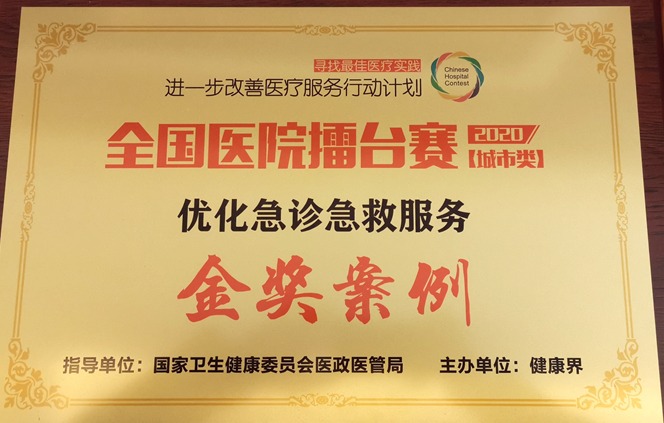 寻找最佳医疗实践
进一步改善医疗服务行动计划
Chinese
Hospital
Contest
全国医院擂台赛
2020/
【城市类】
优化急诊急救服务
金奖案例
指导单位：国家卫生健康委员会医政医管局 主办单位：健康界